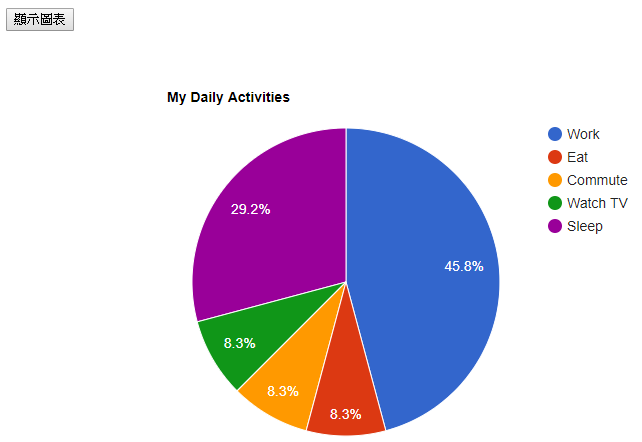 顯示圖表
My Daily Activities
Work
Eat
Commute
Watch TV
Sleep
29.2%
45.8%
8.3%
8.3%
8.3%